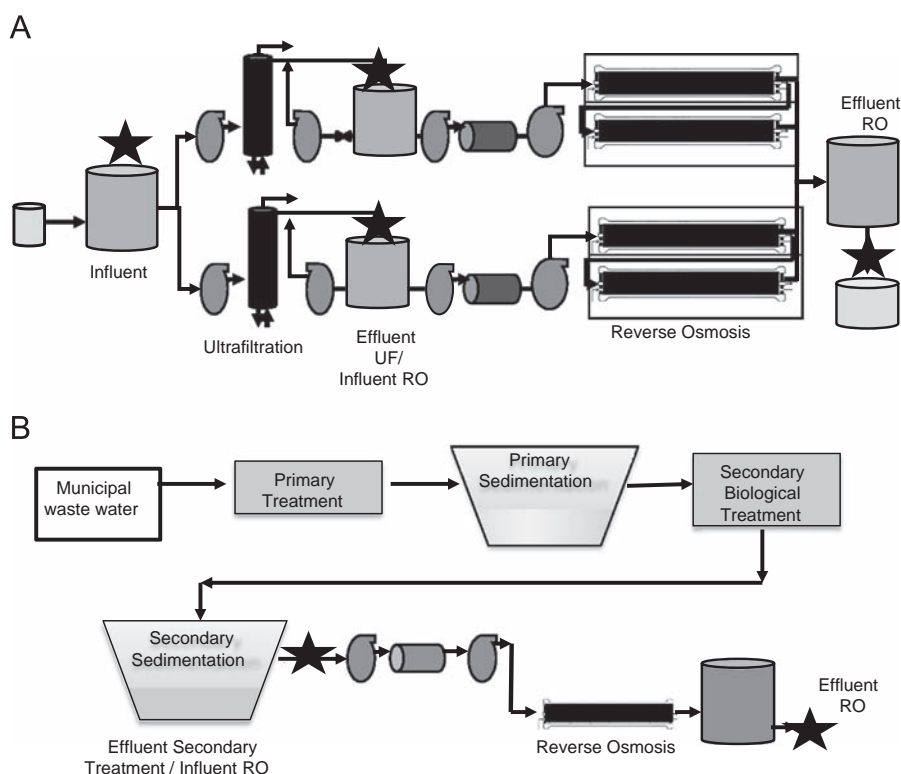 A
Effluent
RO
Influent
Ultrafiltration
Effluent
UF/
Influent RO
Reverse Osmosis
B
Municipal
waste water
Primary
Treatment
Primary
Sedimentation
Secondary
Biological
Treatment
Secondary
Sedimentation
Effluent Secondary
Treatment / Influent RO
Reverse Osmosis
Effluent
RO